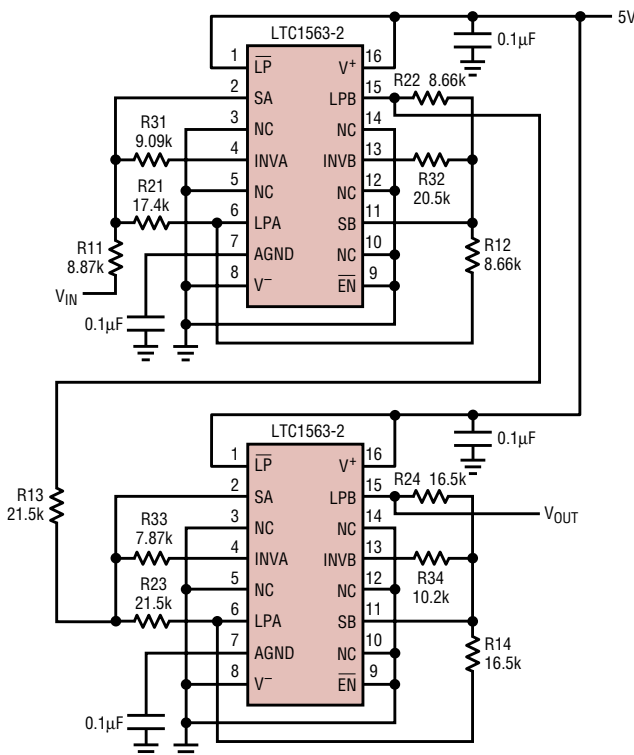 5V
LTC1563-2
0.1µF
1 L̅P̅ V+ 16
R22 8.66k
2 SA LPB 15
3 NC NC 14
R31
9.09k
4 INVA INVB 13
R32
20.5k
5 NC NC 12
R21
17.4k
6 LPA SB 11
R11
8.87k
7 AGND NC 10
R12
8.66k
8 V− E̅N̅ 9
VIN
0.1µF
LTC1563-2
0.1µF
1 L̅P̅ V+ 16
R24 16.5k
2 SA LPB 15
R13
21.5k
3 NC NC 14
VOUT
R33
7.87k
4 INVA INVB 13
R34
10.2k
5 NC NC 12
R23
21.5k
6 LPA SB 11
7 AGND NC 10
R14
16.5k
8 V− E̅N̅ 9
0.1µF